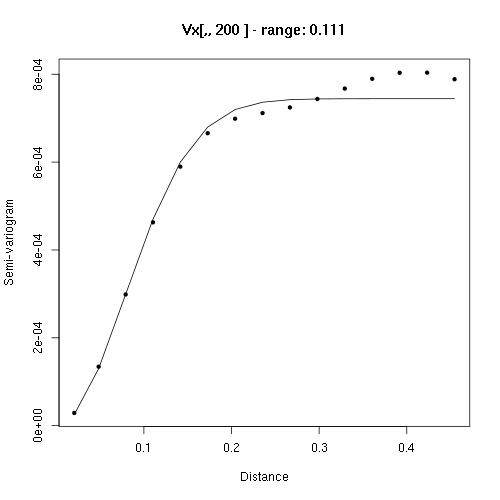 Vx[,, 200 ] - range: 0.111
8e-04
6e-04
4e-04
2e-04
0e+00
Semi-variogram
0.1 0.2 0.3 0.4
Distance